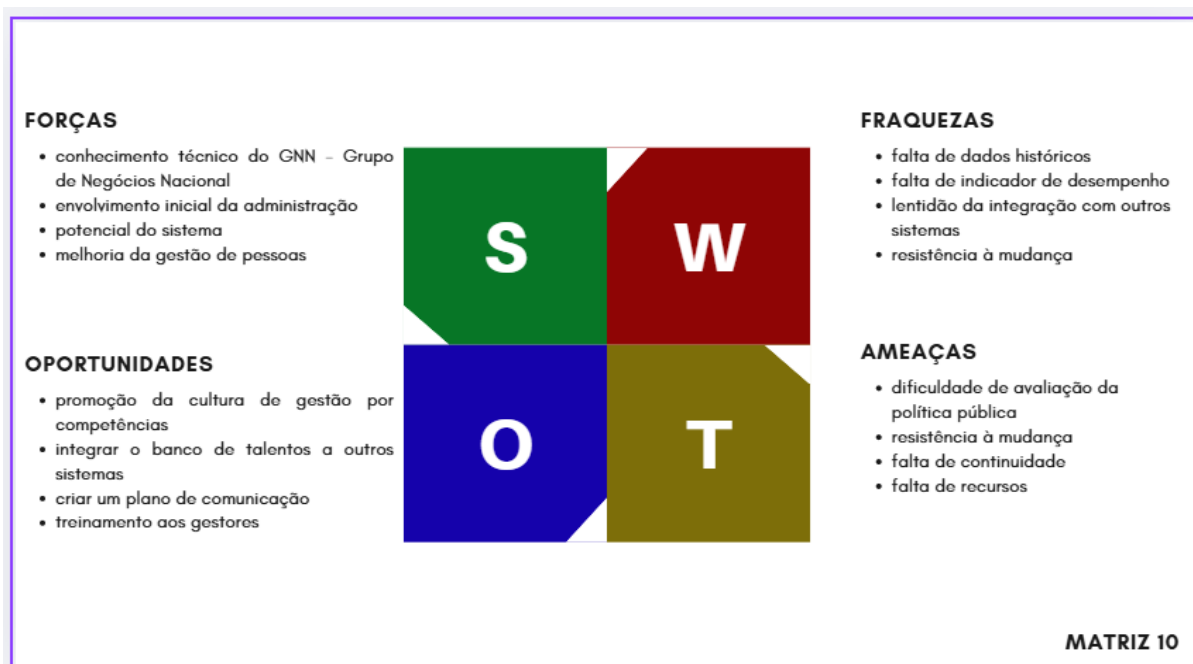 FORÇAS
• conhecimento técnico do GNN - Grupo
de Negócios Nacional
• envolvimento inicial da administração
• potencial do sistema
• melhoria da gestão de pessoas
S
W
FRAQUEZAS
• falta de dados históricos
• falta de indicador de desempenho
• lentidão da integração com outros
sistemas
• resistência à mudança
OPORTUNIDADES
• promoção da cultura de gestão por
competências
• integrar o banco de talentos a outros
sistemas
• criar um plano de comunicação
• treinamento aos gestores
O
T
AMEAÇAS
• dificuldade de avaliação da
política pública
• resistência à mudança
• falta de continuidade
• falta de recursos
MATRIZ 10